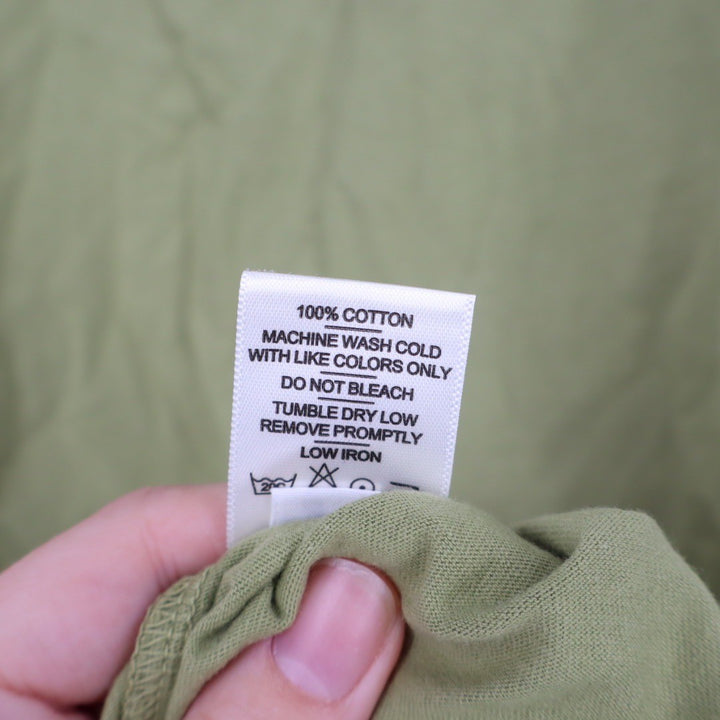 100% COTTON
MACHINE WASH COLD
WITH LIKE COLORS ONLY
DO NOT BLEACH
TUMBLE DRY LOW
REMOVE PROMPTLY
LOW IRON